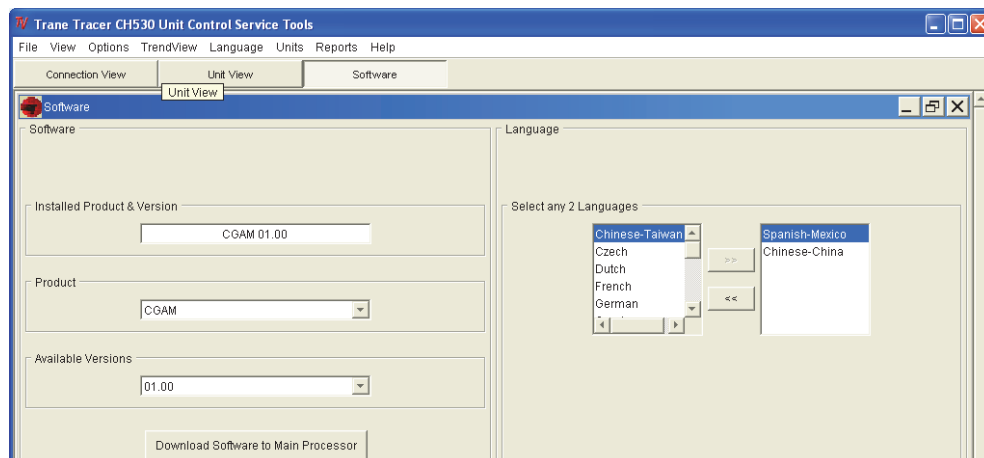 Trane Tracer CH530 Unit Control Service Tools
File View Options TrendView Language Units Reports Help
Connection View Unit View Software
Unit View
Software
Software
Installed Product & Version
CGAM 01.00
Product
CGAM
Available Versions
01.00
Download Software to Main Processor
Language
Select any 2 Languages
Chinese-Taiwan
Czech
Dutch
French
German
>>
<<
Spanish-Mexico
Chinese-China